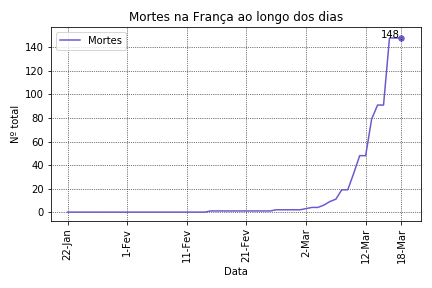 Mortes na França ao longo dos dias
148
Mortes
Nº total
140
120
100
80
60
40
20
0
22-Jan
1-Fev
11-Fev
21-Fev
2-Mar
12-Mar
18-Mar
Data